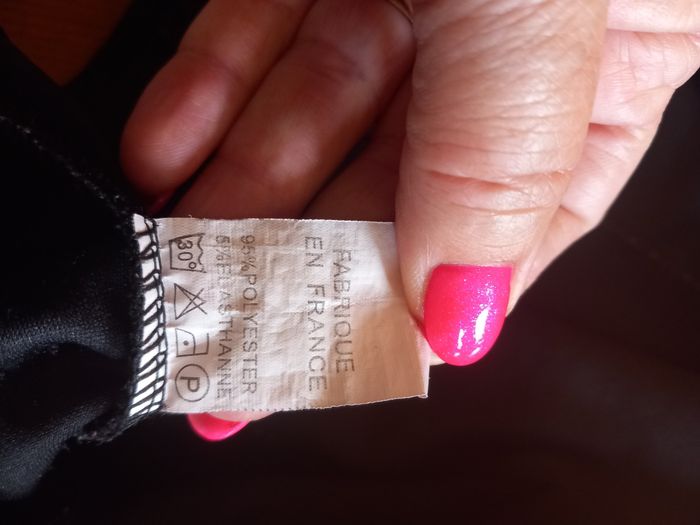 FABRIQUE
EN FRANCE
95%POLYESTER
5%ELASTHANNE
30°
P